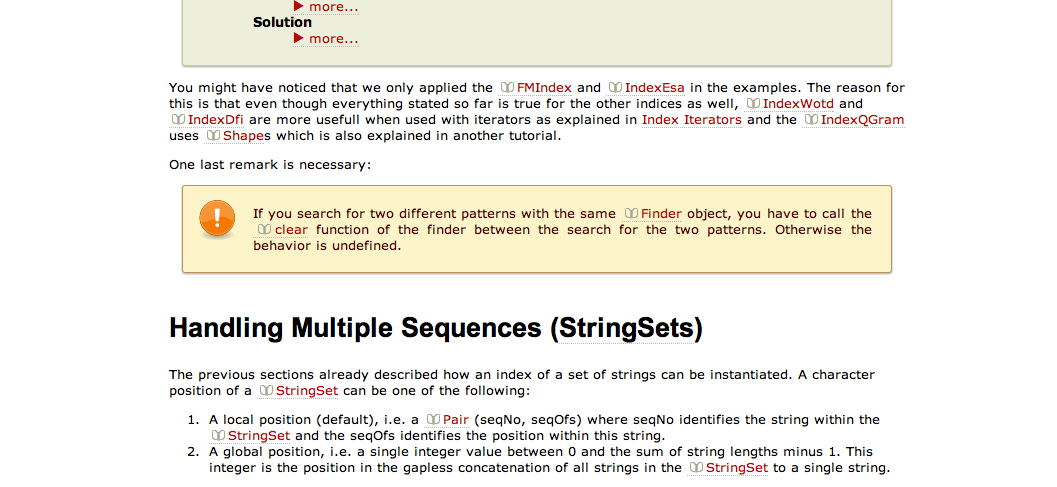 more...
Solution
more...
You might have noticed that we only applied the FMIndex and IndexEsa in the examples. The reason for
this is that even though everything stated so far is true for the other indices as well, IndexWotd and
IndexDfi are more usefull when used with iterators as explained in Index Iterators and the IndexQGram
uses Shapes which is also explained in another tutorial.
One last remark is necessary:
If you search for two different patterns with the same Finder object, you have to call the
clear function of the finder between the search for the two patterns. Otherwise the
behavior is undefined.
Handling Multiple Sequences (StringSets)
The previous sections already described how an index of a set of strings can be instantiated. A character
position of a StringSet can be one of the following:
1. A local position (default), i.e. a Pair (seqNo, seqOfs) where seqNo identifies the string within the
StringSet and the seqOfs identifies the position within this string.
2. A global position, i.e. a single integer value between 0 and the sum of string lengths minus 1. This
integer is the position in the gapless concatenation of all strings in the StringSet to a single string.